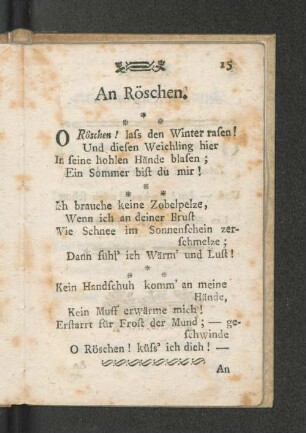 15
An Röschen.
O Röschen! lass den Winter rasen!
Und diesen Weichling hier
In seine hohlen Hände blasen;
Ein Sommer bist du mir!
Ich brauche keine Zobelpelze,
Wenn ich an deiner Brust
Wie Schnee im Sonnenschein zer-
schmelze;
Dann fühl' ich Wärm' und Lust!
Kein Handschuh komm' an meine
Hände,
Kein Muff erwärme mich!
Erstarrt für Frost der Mund; — ge-
schwinde
O Röschen! küss' ich dich! —
An